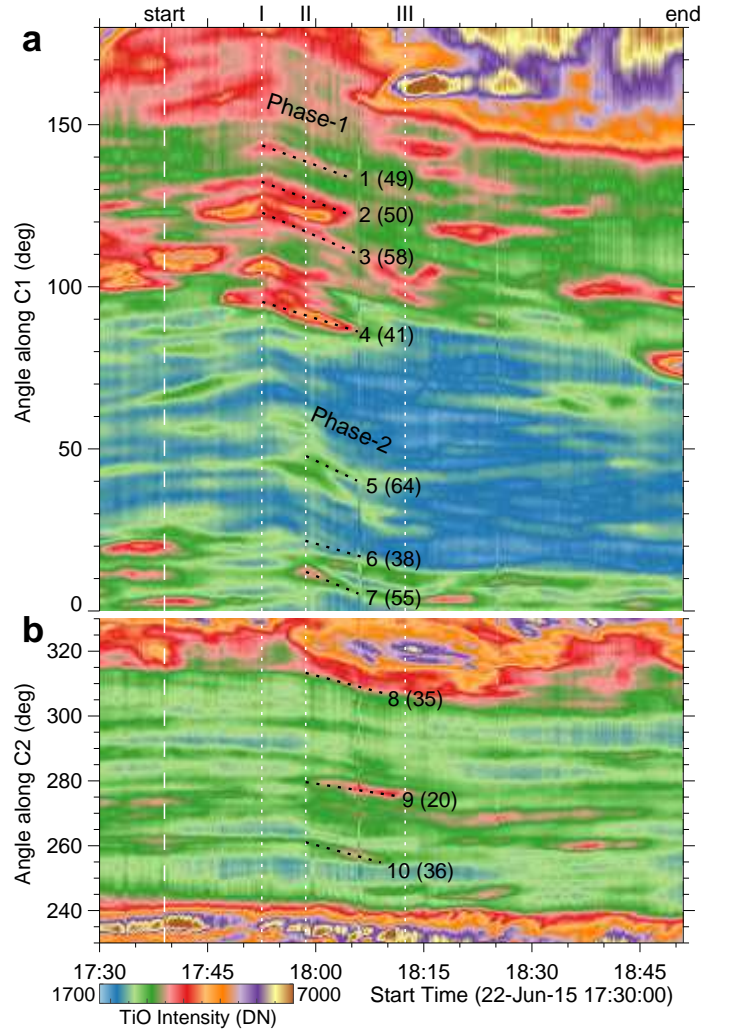 start I II III end
a
Phase-1
150
1 (49)
2 (50)
3 (58)
100
4 (41)
Angle along C1 (deg)
Phase-2
50
5 (64)
6 (38)
7 (55)
0
b
320
8 (35)
300
280
9 (20)
Angle along C2 (deg)
260
10 (36)
240
17:30 17:45 18:00 18:15 18:30 18:45
1700 7000 Start Time (22-Jun-15 17:30:00)
TiO Intensity (DN)